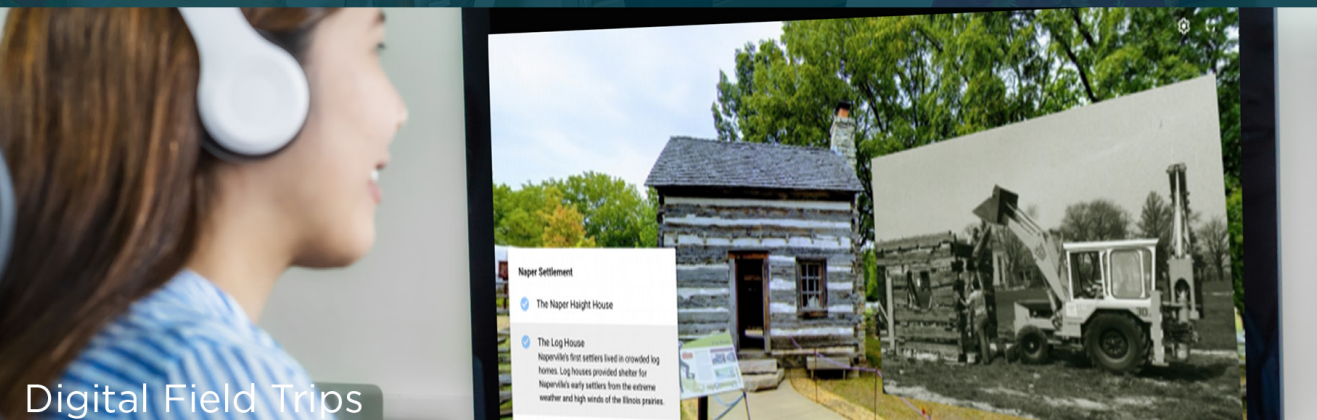 Naper Settlement
The Naper Haight House
The Log House
Naperville's first settlers lived in crowded log
homes. Log houses provided shelter for
Naperville's early settlers from the extreme
weather and high winds of the Illinois prairies.
Digital Field Trips